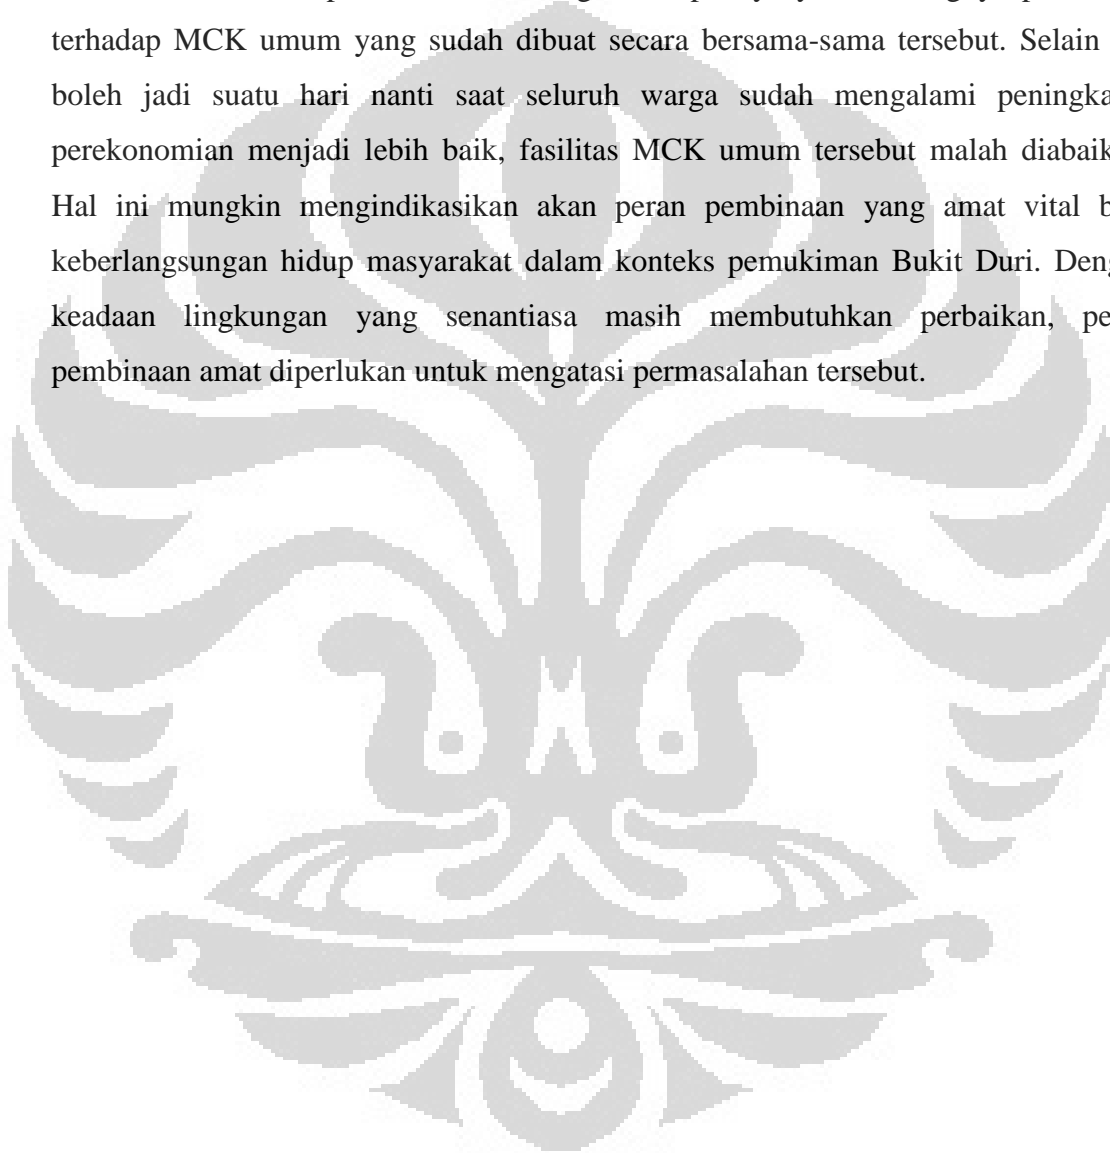 terhadap MCK umum yang sudah dibuat secara bersama-sama tersebut. Selain
boleh jadi suatu hari nanti saat seluruh warga sudah mengalami peningka
perekonomian menjadi lebih baik, fasilitas MCK umum tersebut malah diabaik
Hal ini mungkin mengindikasikan akan peran pembinaan yang amat vital b
keberlangsungan hidup masyarakat dalam konteks pemukiman Bukit Duri. Deng
keadaan lingkungan yang senantiasa masih membutuhkan perbaikan, pe
pembinaan amat diperlukan untuk mengatasi permasalahan tersebut.